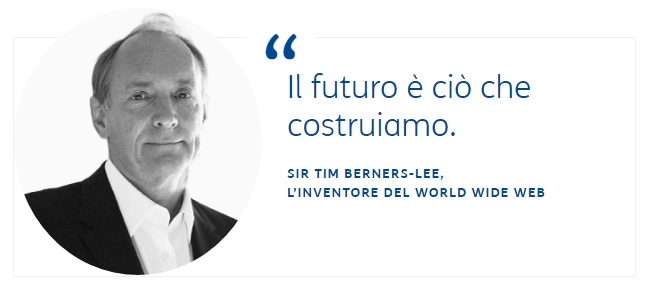 “
Il futuro è ciò che
costruiamo.
SIR TIM BERNERS-LEE,
L’INVENTORE DEL WORLD WIDE WEB